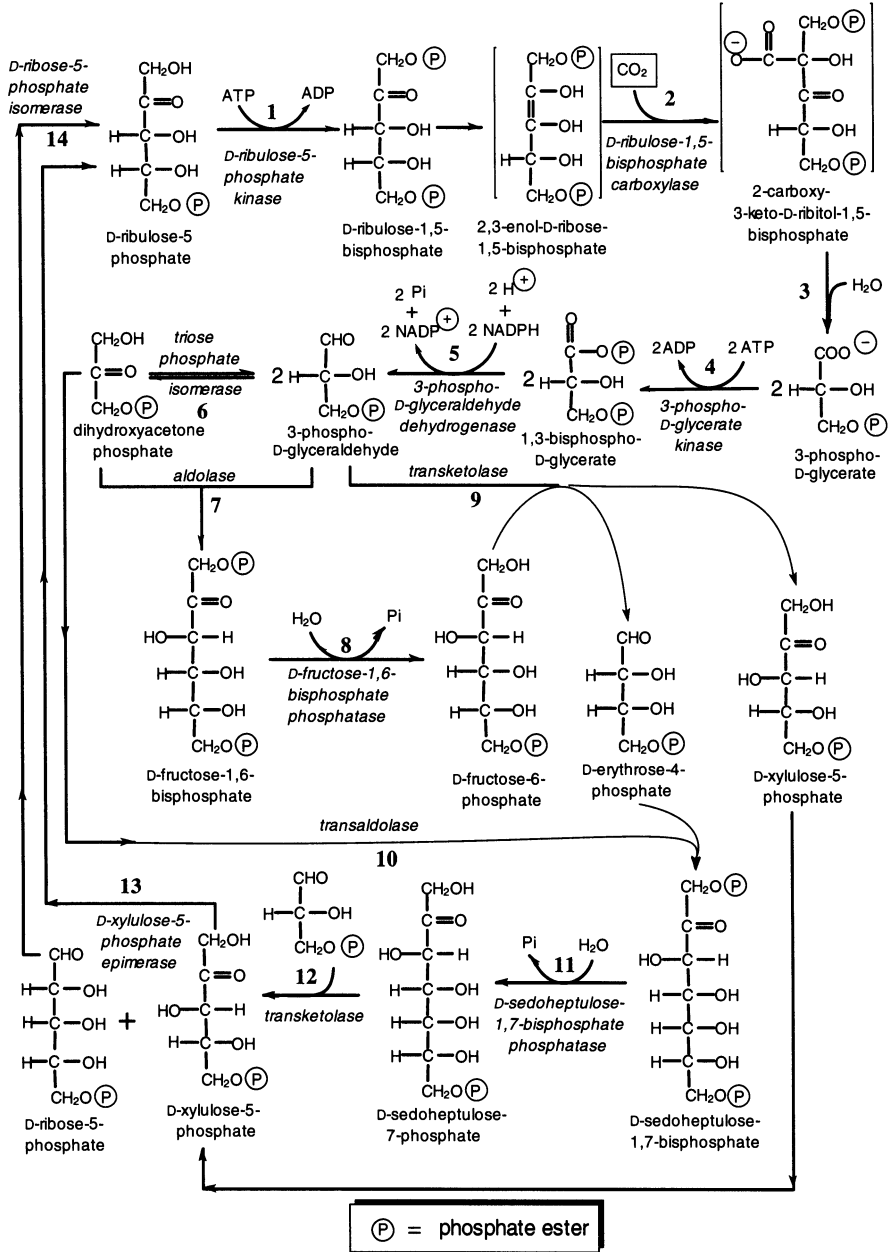 D-ribose-5-
phosphate
isomerase
14
CH₂OH
C=O
H–C–OH
H–C–OH
CH₂O Ⓟ
D-ribulose-5
phosphate
ATP
1
ADP
D-ribulose-5-
phosphate
kinase
CH₂O Ⓟ
C=O
H–C–OH
H–C–OH
CH₂O Ⓟ
D-ribulose-1,5-
bisphosphate
CH₂O Ⓟ
C–OH
C–OH
H–C–OH
CH₂O Ⓟ
2,3-enol-D-ribose-
1,5-bisphosphate
CO₂
2
D-ribulose-1,5-
bisphosphate
carboxylase
CH₂O Ⓟ
⊖
O
O–C–C–OH
C=O
H–C–OH
CH₂O Ⓟ
2-carboxy-
3-keto-D-ribitol-1,5-
bisphosphate
3
H₂O
CH₂OH
C=O
CH₂O Ⓟ
dihydroxyacetone
phosphate
triose
phosphate
isomerase
6
CHO
2 H–C–OH
CH₂O Ⓟ
3-phospho-
D-glyceraldehyde
2 Pi
+
2 NADP ⊕
2 H ⊕
+
2 NADPH
5
3-phospho-
D-glyceraldehyde
dehydrogenase
O
C–O Ⓟ
2 H–C–OH
CH₂O Ⓟ
1,3-bisphospho-
D-glycerate
2ADP
4
2 ATP
3-phospho-
D-glycerate
kinase
COO ⊖
2 H–C–OH
CH₂O Ⓟ
3-phospho-
D-glycerate
aldolase
7
transketolase
9
CH₂O Ⓟ
C=O
HO–C–H
H–C–OH
H–C–OH
CH₂O Ⓟ
D-fructose-1,6-
bisphosphate
H₂O
8
Pi
D-fructose-1,6-
bisphosphate
phosphatase
CH₂OH
C=O
HO–C–H
H–C–OH
H–C–OH
CH₂O Ⓟ
D-fructose-6-
phosphate
CHO
H–C–OH
H–C–OH
CH₂O Ⓟ
D-erythrose-4-
phosphate
CH₂OH
C=O
HO–C–H
H–C–OH
CH₂O Ⓟ
D-xylulose-5-
phosphate
transaldolase
10
13
D-xylulose-5-
phosphate
epimerase
CHO
H–C–OH
H–C–OH
H–C–OH
CH₂O Ⓟ
D-ribose-5-
phosphate
+
CH₂OH
C=O
HO–C–H
H–C–OH
CH₂O Ⓟ
D-xylulose-5-
phosphate
CHO
H–C–OH
CH₂O Ⓟ
12
transketolase
CH₂OH
C=O
HO–C–H
H–C–OH
H–C–OH
H–C–OH
CH₂O Ⓟ
D-sedoheptulose-
7-phosphate
Pi
11
H₂O
D-sedoheptulose-
1,7-bisphosphate
phosphatase
CH₂O Ⓟ
C=O
HO–C–H
H–C–OH
H–C–OH
H–C–OH
CH₂O Ⓟ
D-sedoheptulose-
1,7-bisphosphate
Ⓟ = phosphate ester